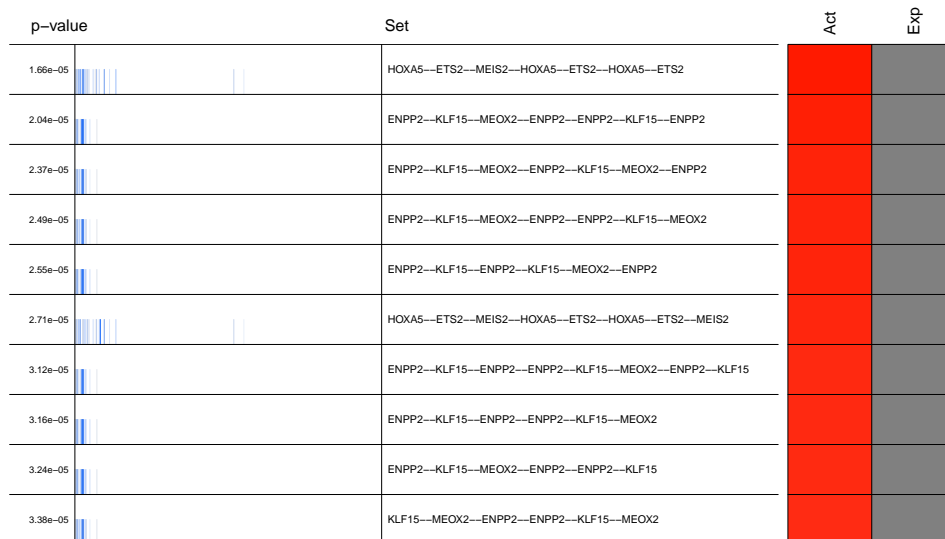 p−value Set Act Exp
1.66e−05 HOXA5−−ETS2−−MEIS2−−HOXA5−−ETS2−−HOXA5−−ETS2
2.04e−05 ENPP2−−KLF15−−MEOX2−−ENPP2−−ENPP2−−KLF15−−ENPP2
2.37e−05 ENPP2−−KLF15−−MEOX2−−ENPP2−−KLF15−−MEOX2−−ENPP2
2.49e−05 ENPP2−−KLF15−−MEOX2−−ENPP2−−ENPP2−−KLF15−−MEOX2
2.55e−05 ENPP2−−KLF15−−ENPP2−−KLF15−−MEOX2−−ENPP2
2.71e−05 HOXA5−−ETS2−−MEIS2−−HOXA5−−ETS2−−HOXA5−−ETS2−−MEIS2
3.12e−05 ENPP2−−KLF15−−ENPP2−−ENPP2−−KLF15−−MEOX2−−ENPP2−−KLF15
3.16e−05 ENPP2−−KLF15−−ENPP2−−ENPP2−−KLF15−−MEOX2
3.24e−05 ENPP2−−KLF15−−MEOX2−−ENPP2−−ENPP2−−KLF15
3.38e−05 KLF15−−MEOX2−−ENPP2−−ENPP2−−KLF15−−MEOX2